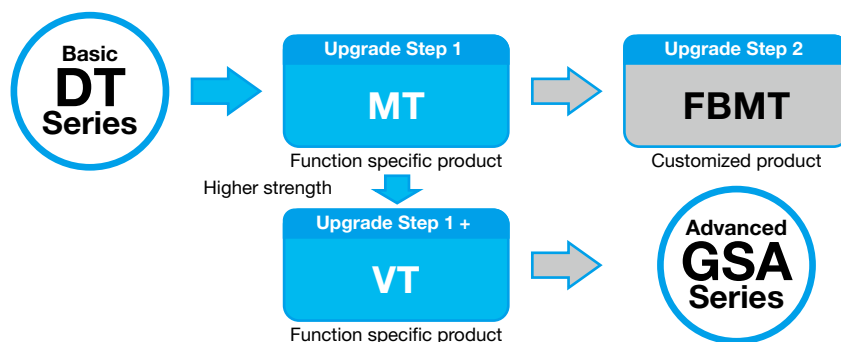 Basic
DT
Series
Upgrade Step 1
MT
Function specific product
Upgrade Step 2
FBMT
Customized product
Higher strength
Upgrade Step 1 +
VT
Function specific product
Advanced
GSA
Series